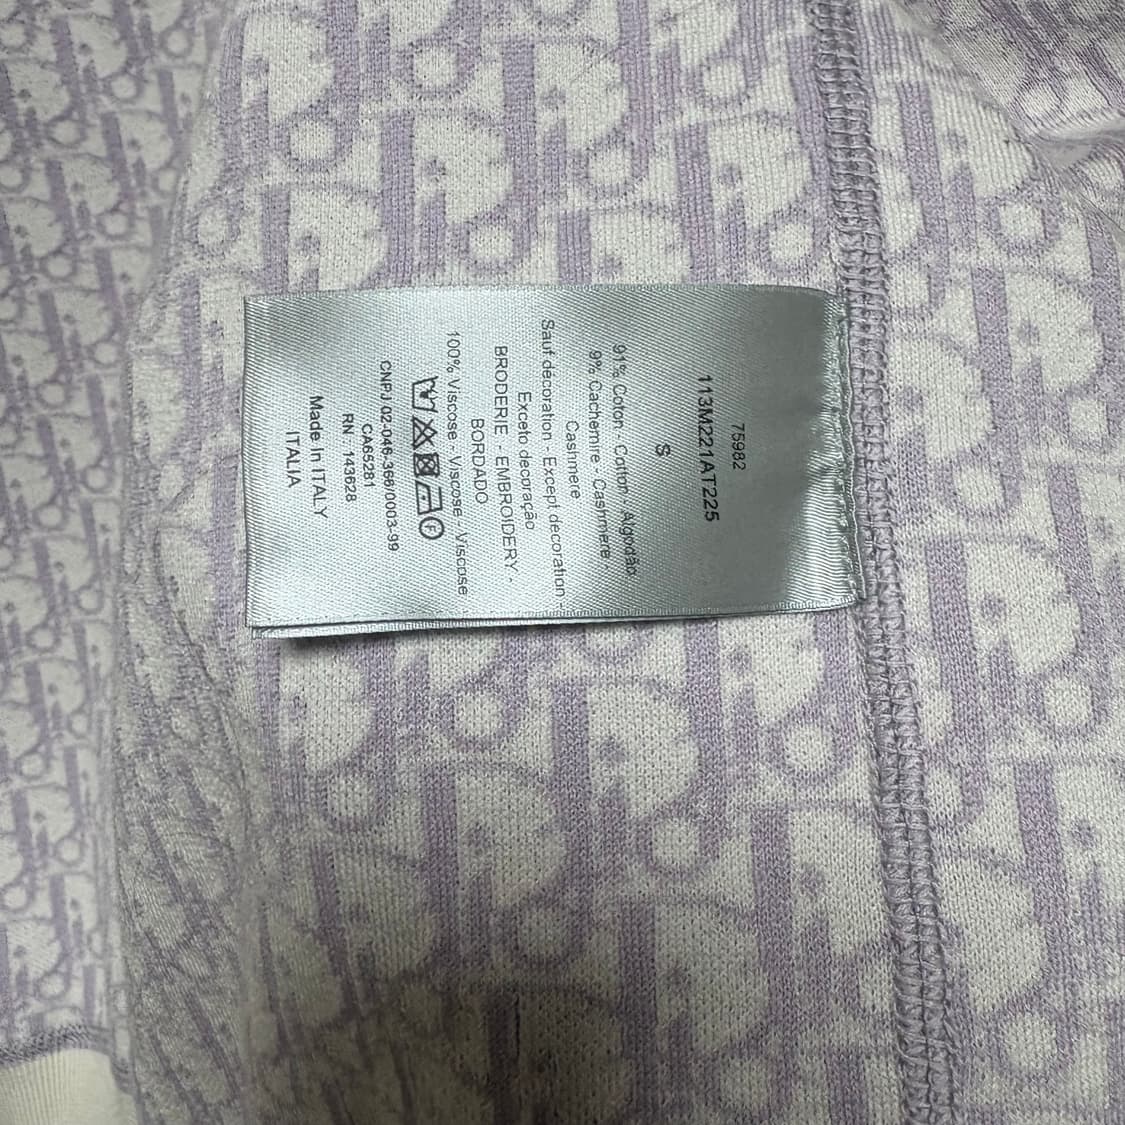 75982
113M221AT225
S
91% Coton - Cotton - Algodão
9% Cachemire - Cashmere -
Cashmere
Sauf decoration - Except decoration -
Exceto decoração
BRODERIE - EMBROIDERY -
BORDADO
100% Viscose - Viscose - Viscose
F
CNPJ 02-046-366/0003-99
CA65281
RN 143628
Made in ITALY
ITALIA